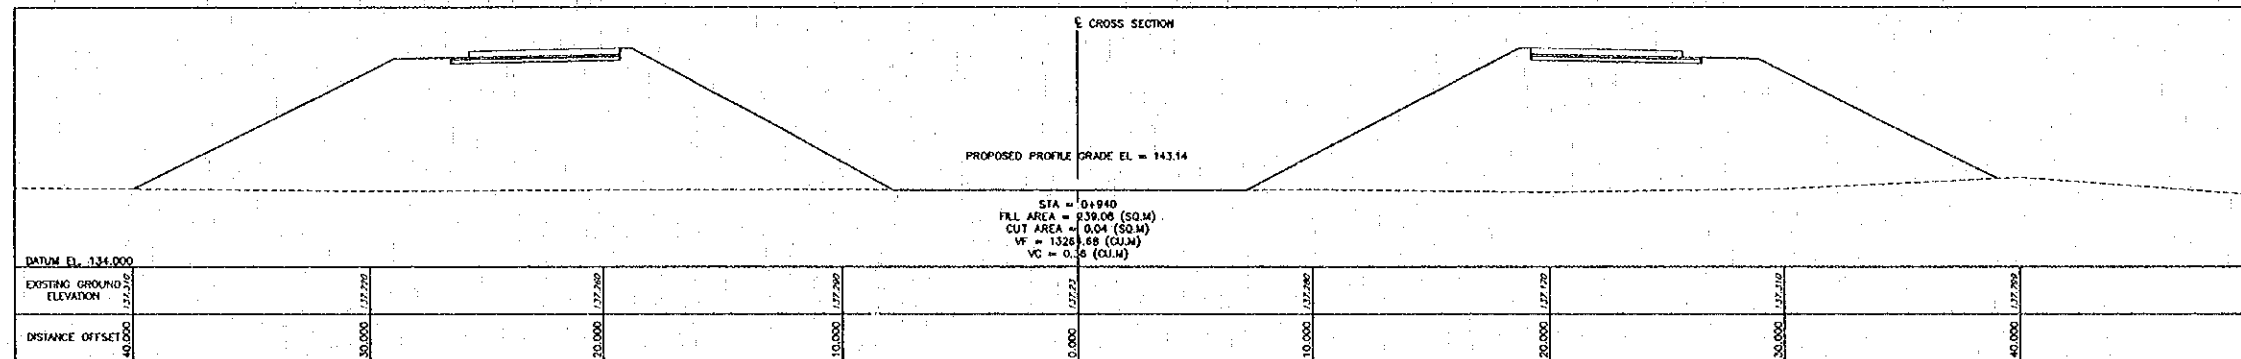 ℄ CROSS SECTION
PROPOSED PROFILE GRADE EL = 143.14
STA = 0+940
FILL AREA = 239.06 (SQ.M)
CUT AREA = 0.04 (SQ.M)
VF = (CU.M)
VC = (CU.M)
DATUM EL. 134.000
EXISTING GROUND
ELEVATION
137.310 137.220 137.260 137.290 137.23 137.280 137.120 137.310
DISTANCE OFFSET
40.000 30.000 20.000 10.000 0.000 10.000 20.000 30.000 40.000